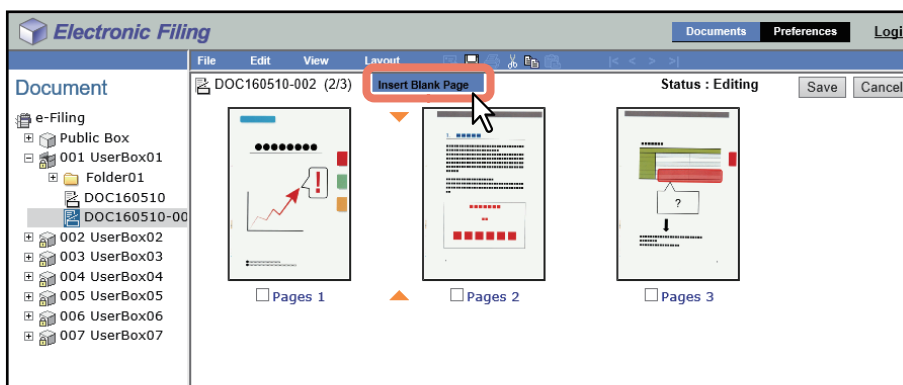 Electronic Filing
Documents Preferences Logi
File Edit View Layout |< < > >|
Document
DOC160510-002 (2/3) Insert Blank Page Status : Editing Save Cancel
e-Filing
Public Box
001 UserBox01
Folder01
DOC160510
DOC160510-00
002 UserBox02
003 UserBox03
004 UserBox04
005 UserBox05
006 UserBox06
007 UserBox07
!
1.
?
Pages 1 Pages 2 Pages 3